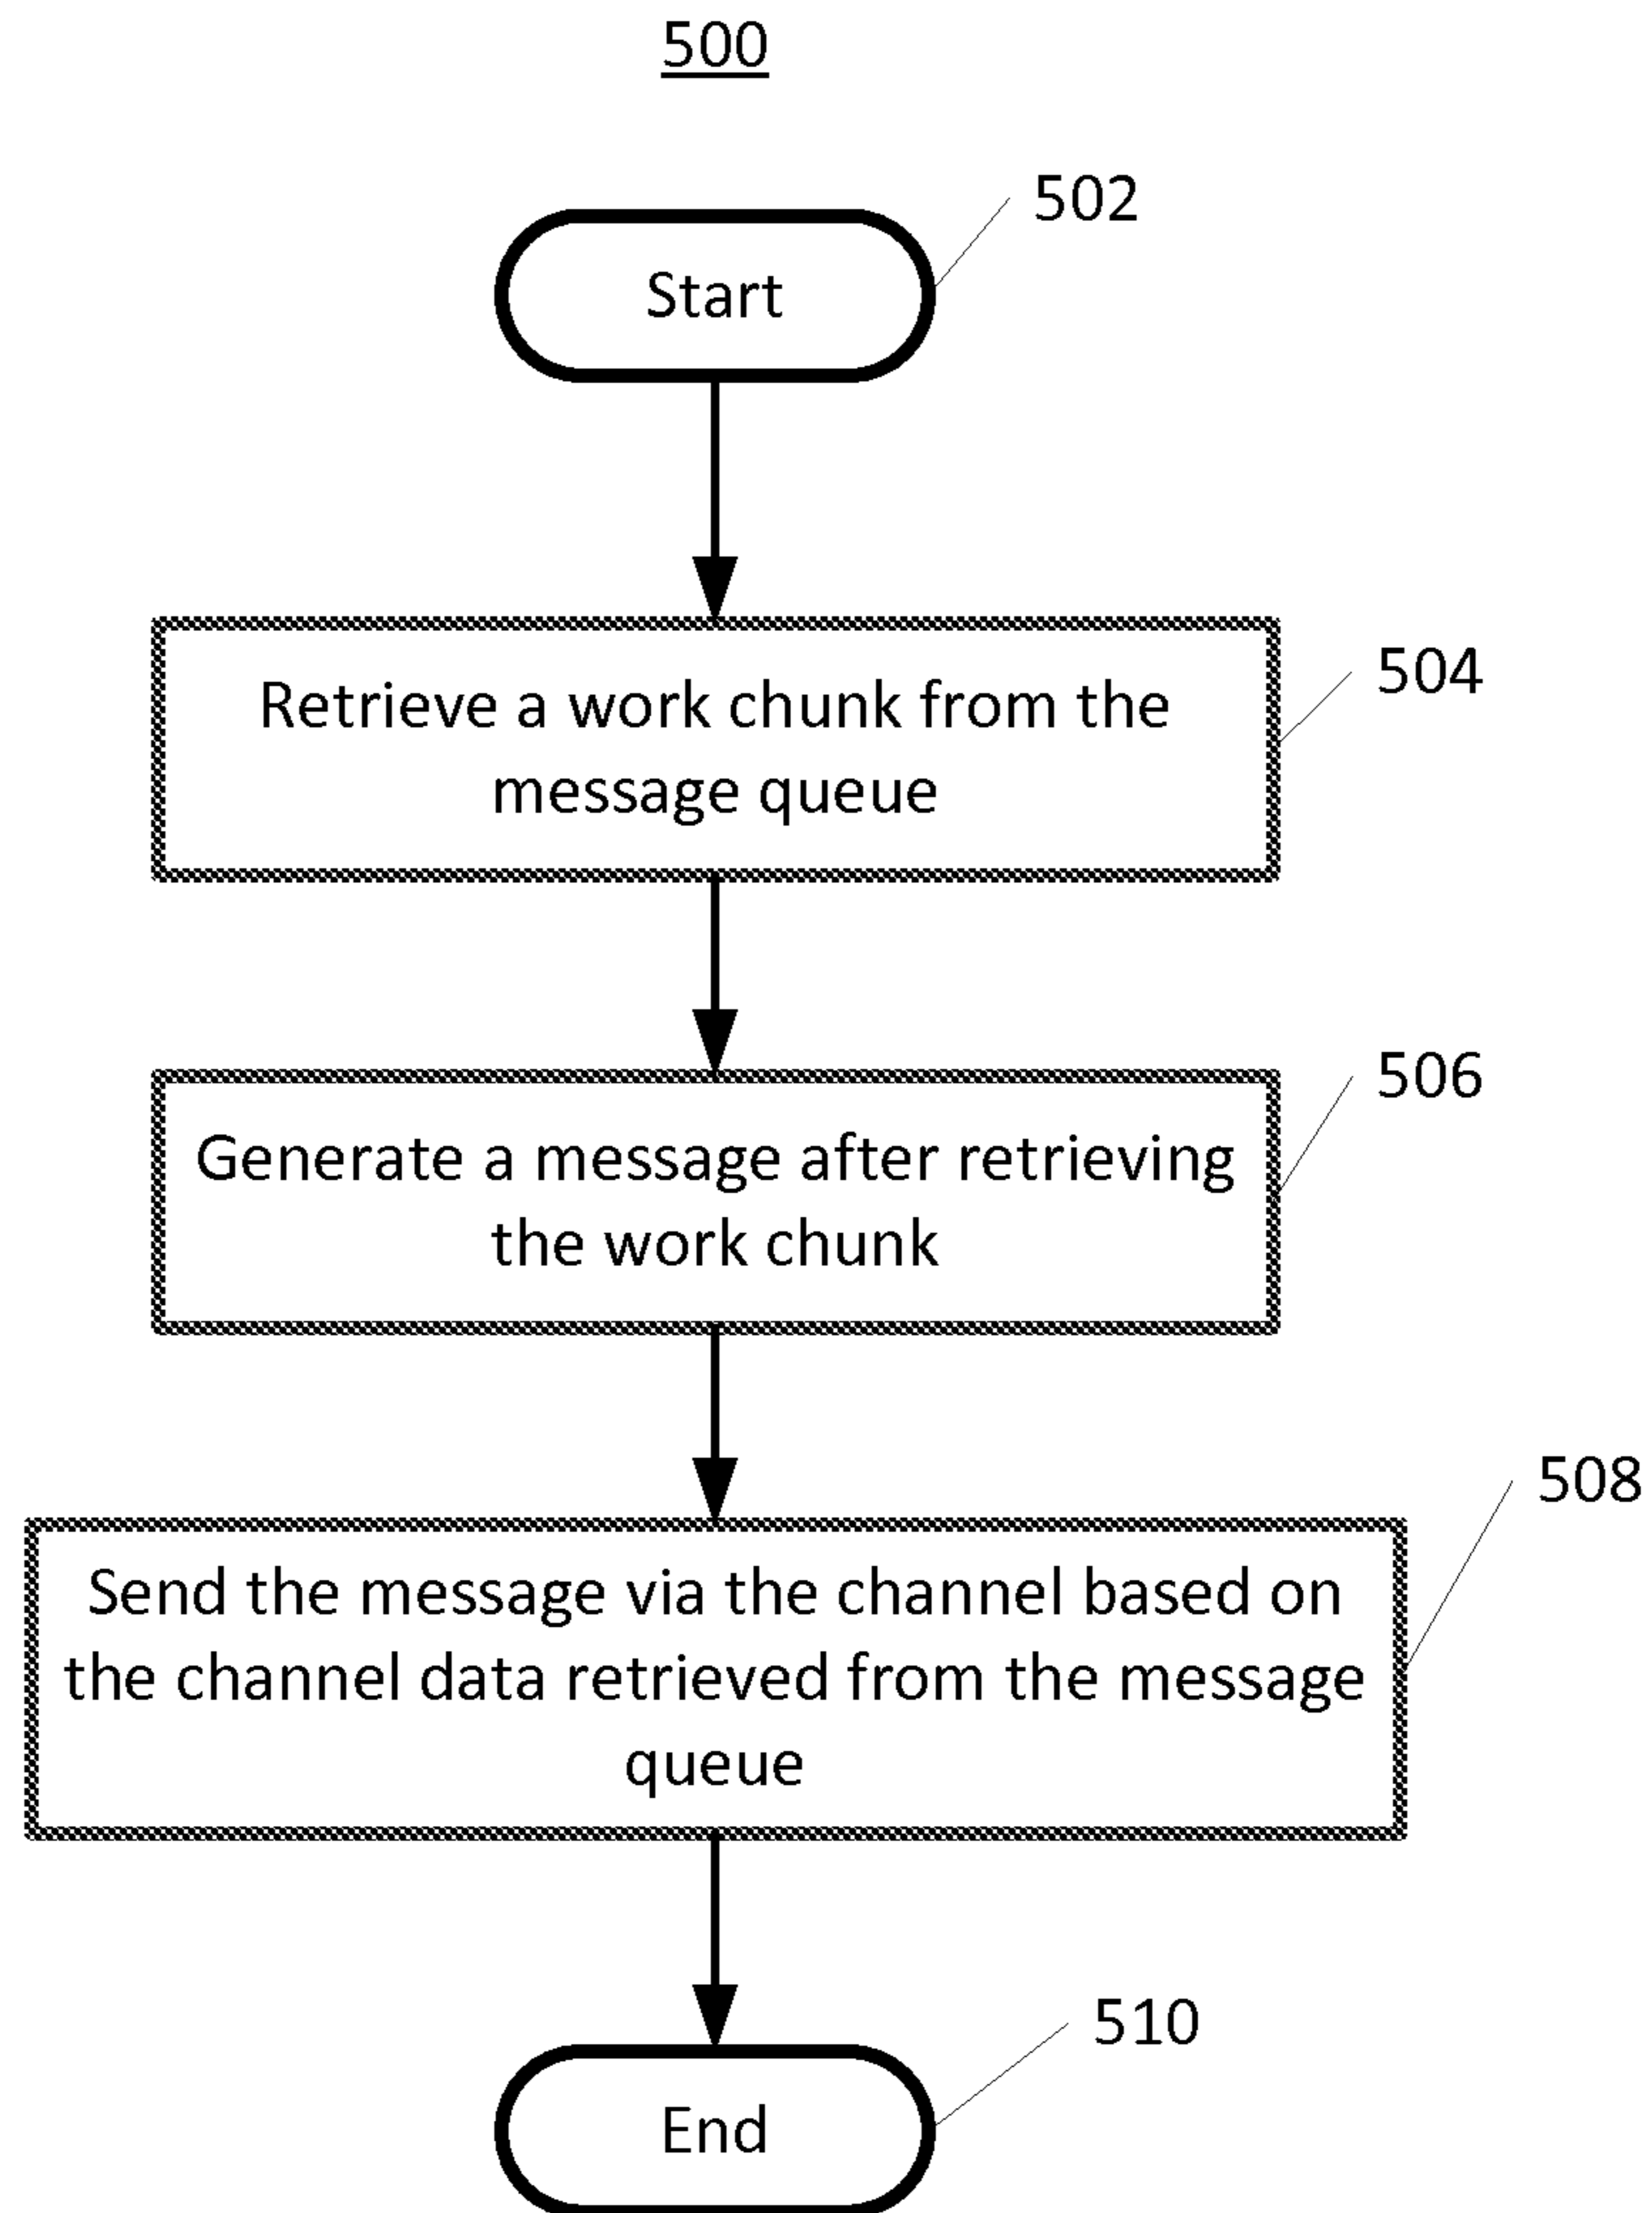 500
502
Start
504
Retrieve a work chunk from the
message queue
506
Generate a message after retrieving
the work chunk
508
Send the message via the channel based on
the channel data retrieved from the message
queue
510
End